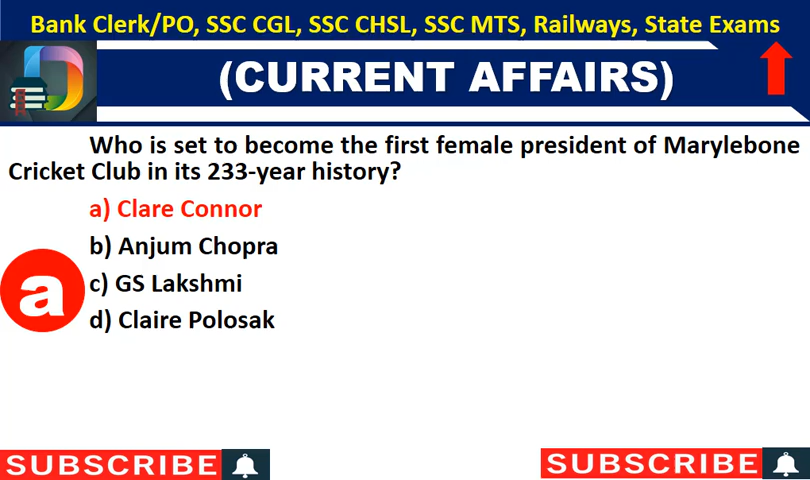 Bank Clerk/PO, SSC CGL, SSC CHSL, SSC MTS, Railways, State Exams
(CURRENT AFFAIRS)
Who is set to become the first female president of Marylebone
Cricket Club in its 233-year history?
a) Clare Connor
b) Anjum Chopra
c) GS Lakshmi
d) Claire Polosak
a
SUBSCRIBE
SUBSCRIBE